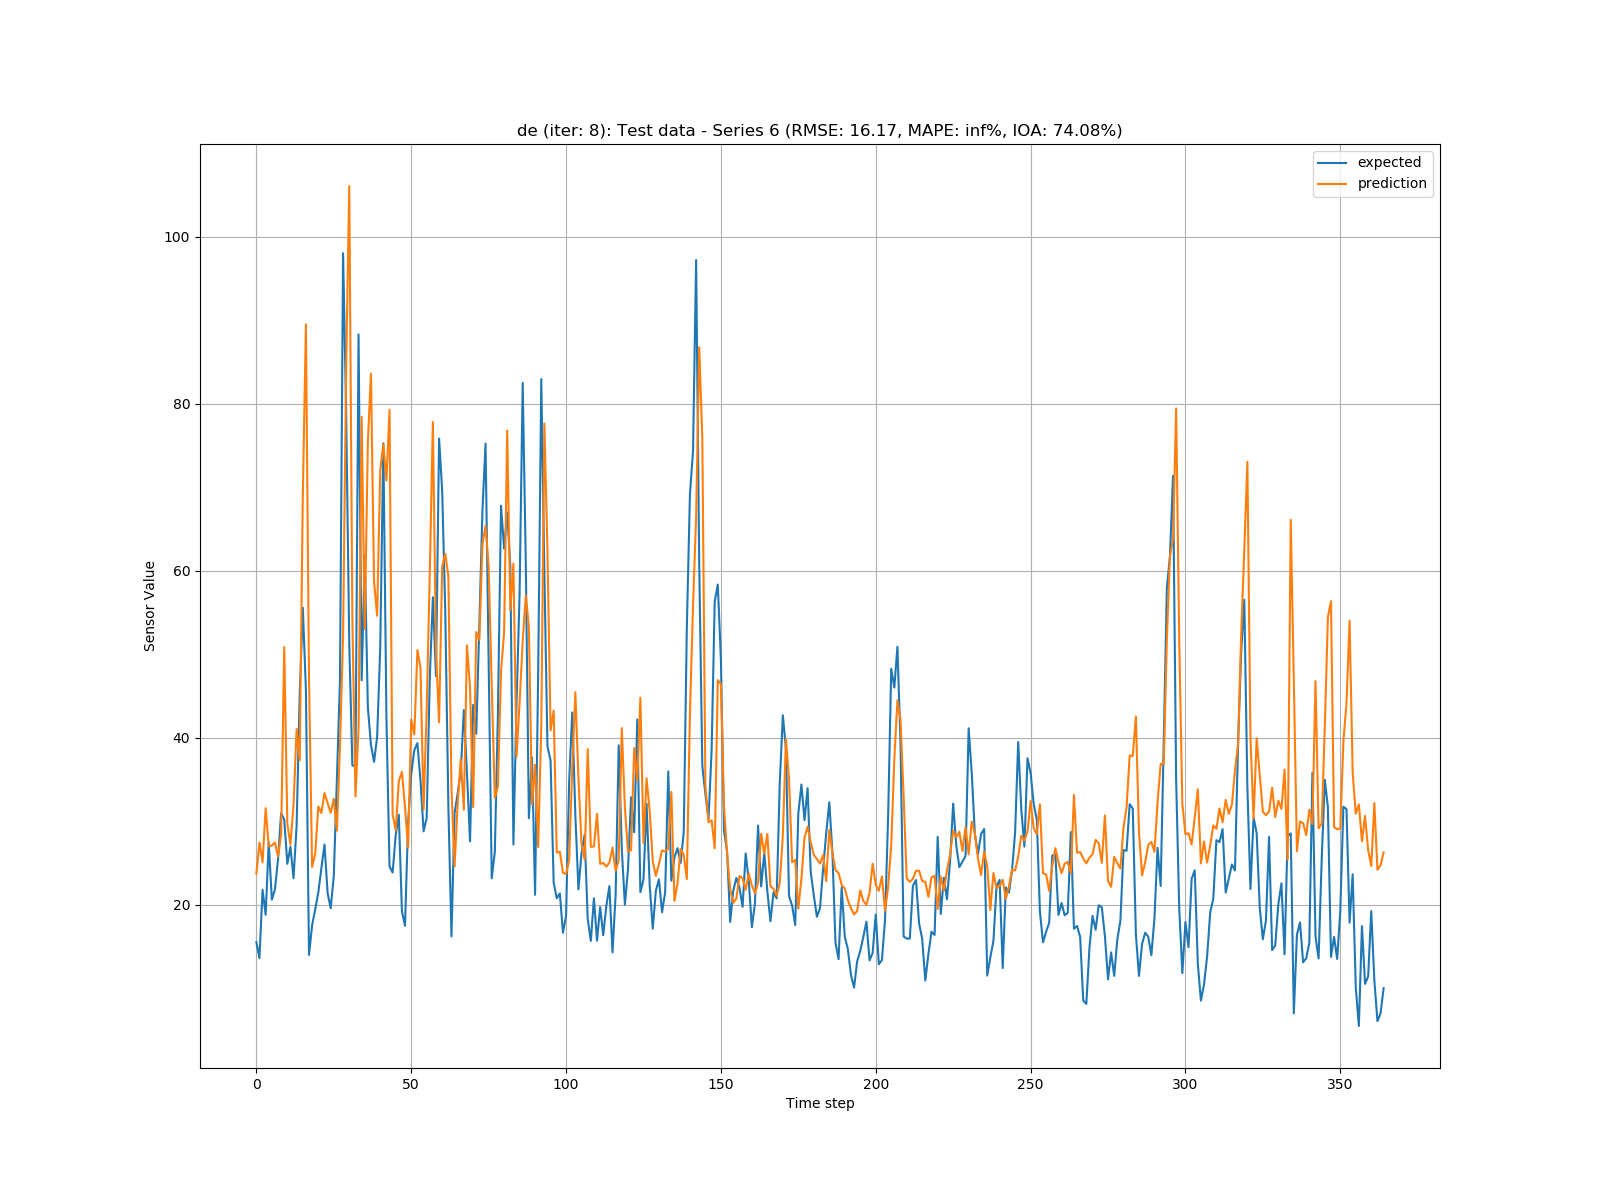 de (iter: 8): Test data - Series 6 (RMSE: 16.17, MAPE: inf%, IOA: 74.08%)
expected
prediction
100
80
60
40
20
Sensor Value
0 50 100 150 200 250 300 350
Time step